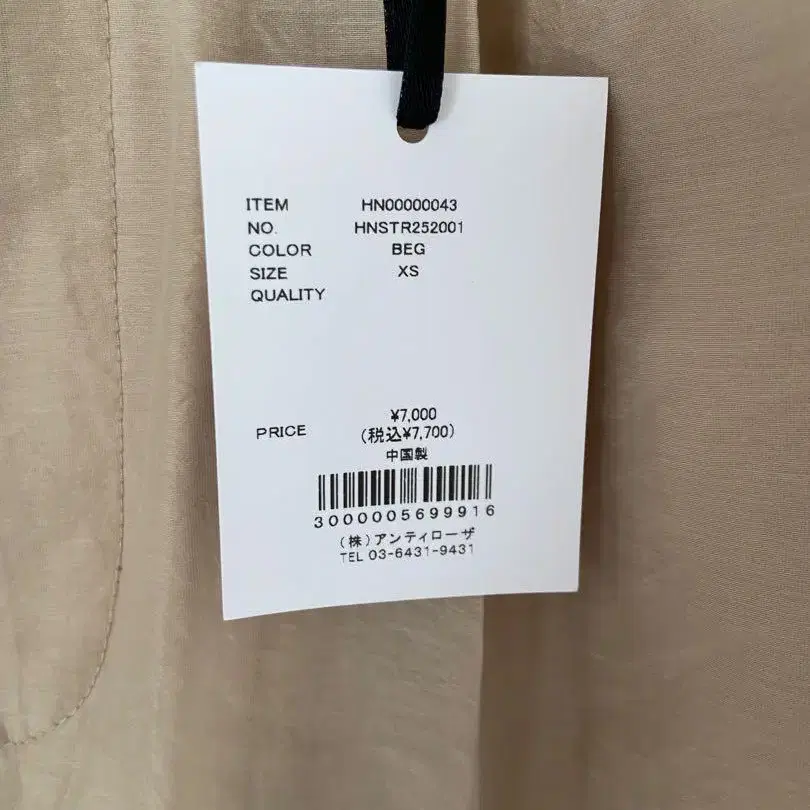 ITEM HN00000043
NO. HNSTR252001
COLOR BEG
SIZE XS
QUALITY
¥7,000
PRICE (税込¥7,700)
中国製
3000005699916
(株)アンティローザ
TEL 03-6431-9431